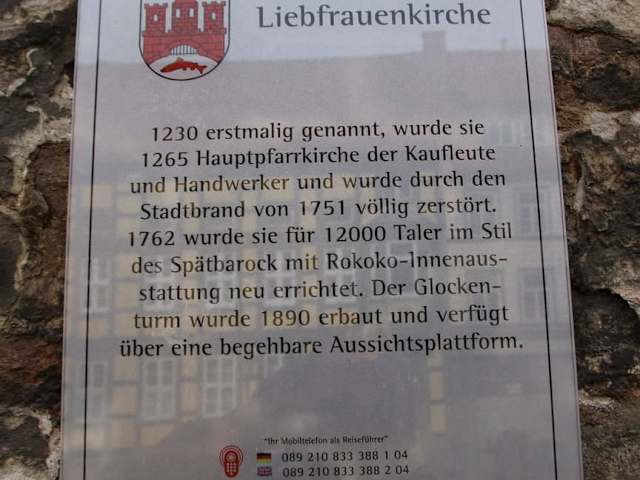 Liebfrauenkirche
1230 erstmalig genannt, wurde sie
1265 Hauptpfarrkirche der Kaufleute
und Handwerker und wurde durch den
Stadtbrand von 1751 völlig zerstört.
1762 wurde sie für 12000 Taler im Stil
des Spätbarock mit Rokoko-Innenaus-
stattung neu errichtet. Der Glocken-
turm wurde 1890 erbaut und verfügt
über eine begehbare Aussichtsplattform.
"Ihr Mobiltelefon als Reiseführer"
089 210 833 388 1 04
089 210 833 388 2 04